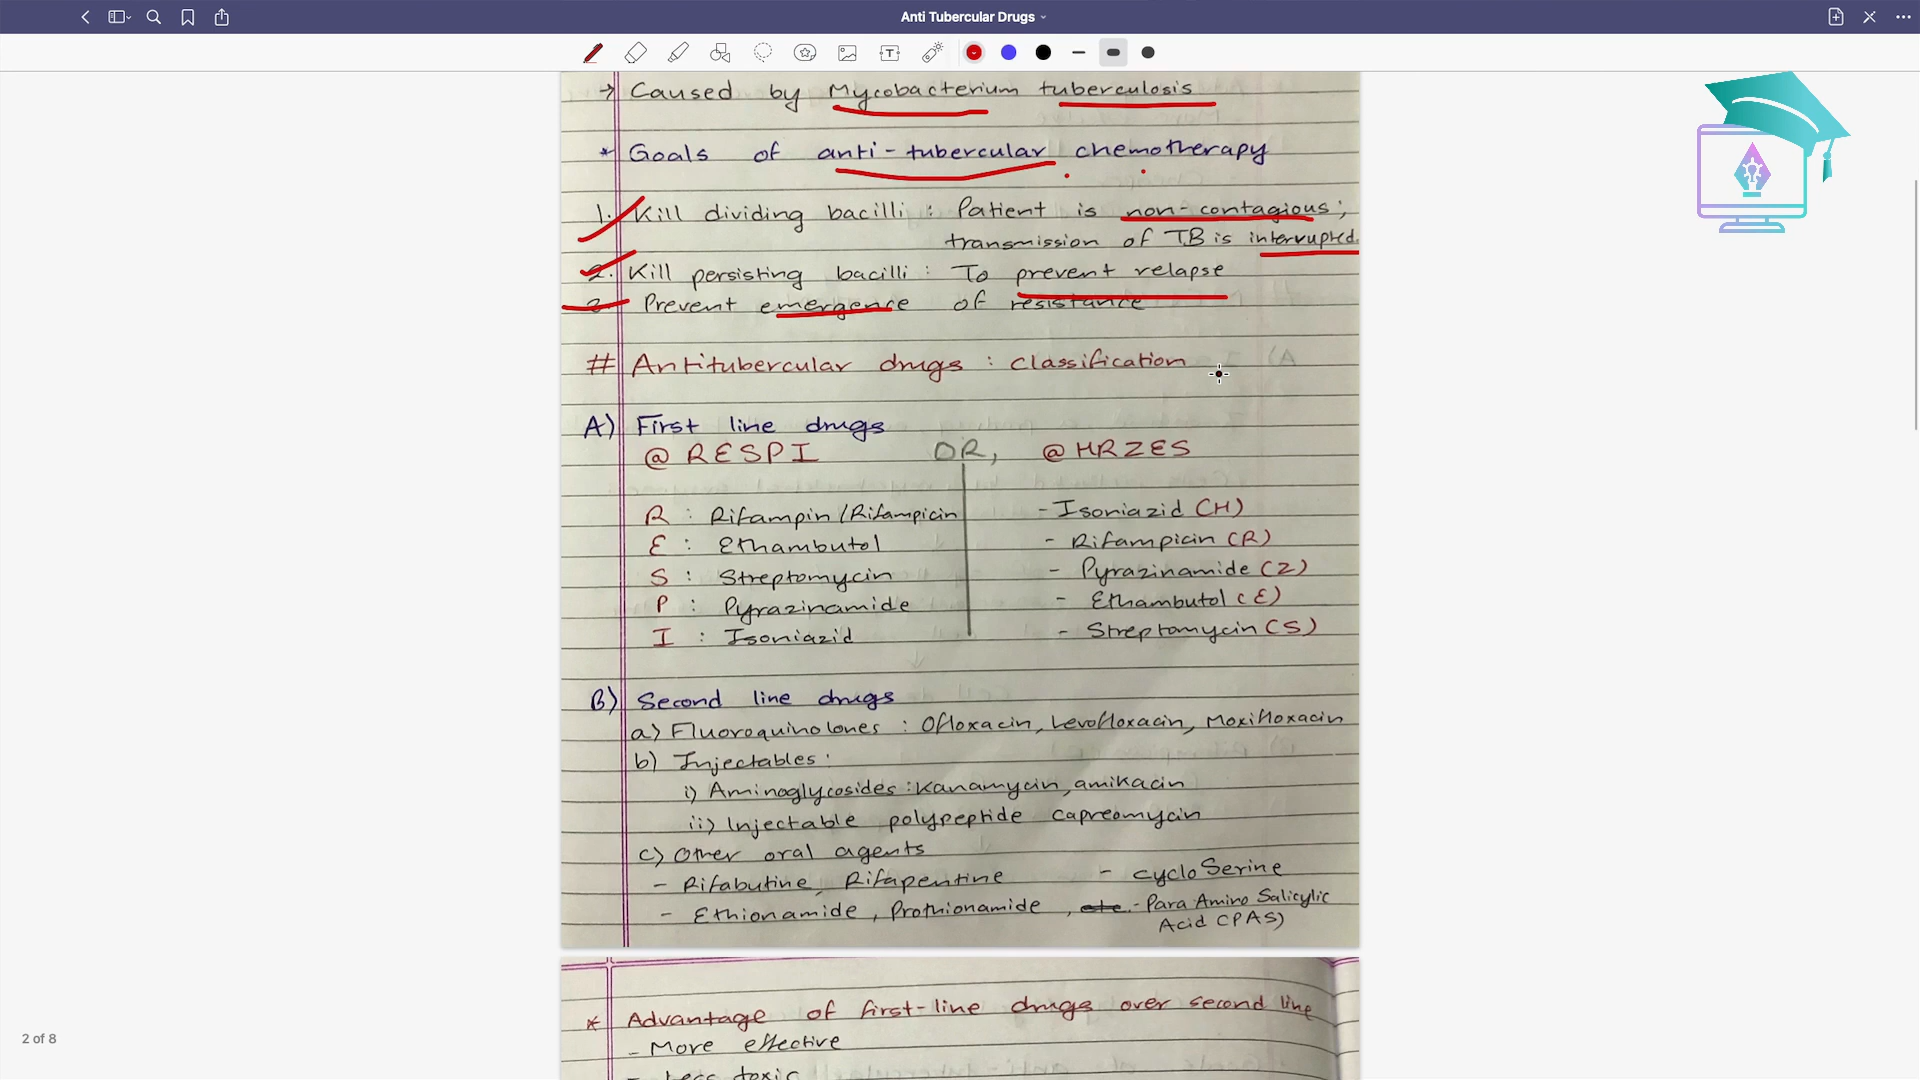 Anti Tubercular Drugs
→ Caused by Mycobacterium tuberculosis
* Goals of anti-tubercular chemotherapy
1. Kill dividing bacilli : Patient is non-contagious;
transmission of TB is interrupted.
2. Kill persisting bacilli : To prevent relapse
3. Prevent emergence of resistance
# Antitubercular drugs : Classification
A) First line drugs
@ RESPI OR, @ HRZES
R : Rifampin/Rifampicin
E : Ethambutol
S : Streptomycin
P : Pyrazinamide
I : Isoniazid
- Isoniazid (H)
- Rifampicin (R)
- Pyrazinamide (Z)
- Ethambutol (E)
- Streptomycin (S)
B) Second line drugs
a) Fluoroquinolones : Ofloxacin, Levofloxacin, Moxifloxacin
b) Injectables :
i) Aminoglycosides : Kanamycin, amikacin
ii) Injectable polypeptide capreomycin
c) Other oral agents
- Rifabutine, Rifapentine - cycloSerine
- Ethionamide, Prothionamide, etc. - Para Amino Salicylic
Acid (PAS)
* Advantage of first-line drugs over second line
- More effective
- Less toxic
2 of 8